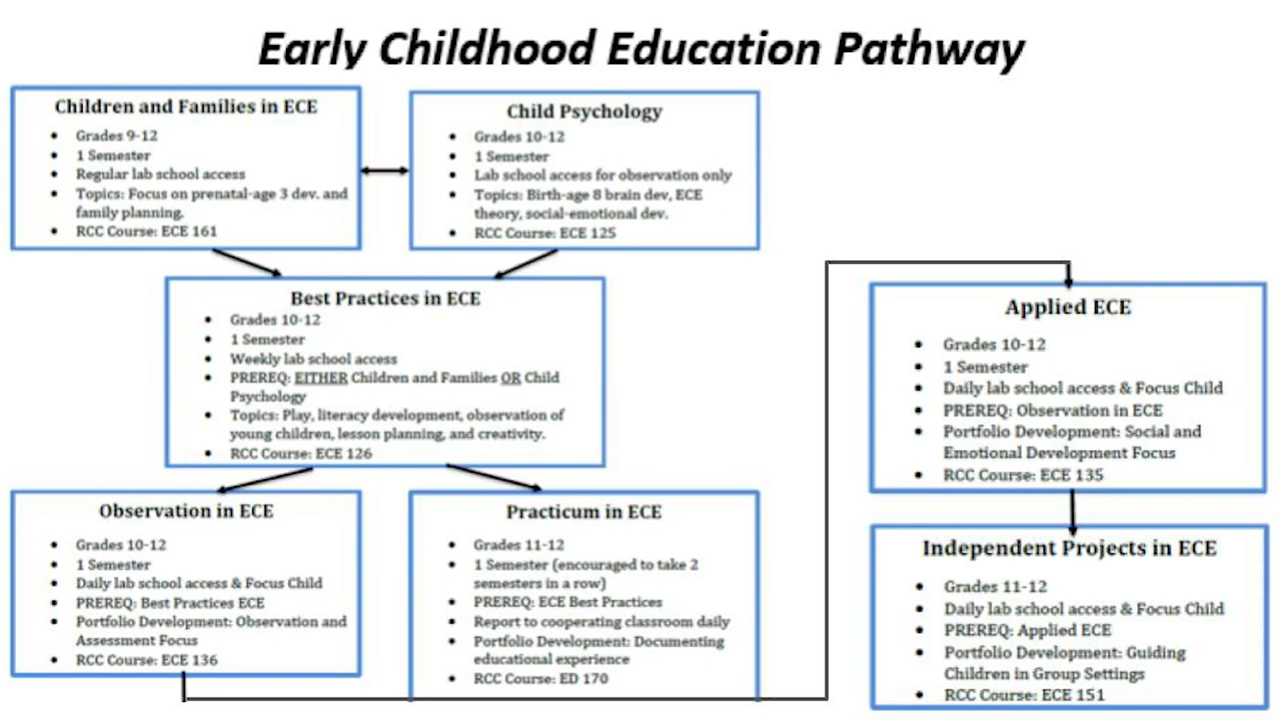 Early Childhood Education Pathway
Children and Families in ECE
• Grades 9-12
• 1 Semester
• Regular lab school access
• Topics: Focus on prenatal-age 3 dev. and
family planning.
• RCC Course: ECE 161
Child Psychology
• Grades 10-12
• 1 Semester
• Lab school access for observation only
• Topics: Birth-age 8 brain dev, ECE
theory, social-emotional dev.
• RCC Course: ECE 125
Best Practices in ECE
• Grades 10-12
• 1 Semester
• Weekly lab school access
• PREREQ: EITHER Children and Families OR Child
Psychology
• Topics: Play, literacy development, observation of
young children, lesson planning, and creativity.
• RCC Course: ECE 126
Observation in ECE
• Grades 10-12
• 1 Semester
• Daily lab school access & Focus Child
• PREREQ: Best Practices ECE
• Portfolio Development: Observation and
Assessment Focus
• RCC Course: ECE 136
Practicum in ECE
• Grades 11-12
• 1 Semester (encouraged to take 2
semesters in a row)
• PREREQ: ECE Best Practices
• Report to cooperating classroom daily
• Portfolio Development: Documenting
educational experience
• RCC Course: ED 170
Applied ECE
• Grades 10-12
• 1 Semester
• Daily lab school access & Focus Child
• PREREQ: Observation in ECE
• Portfolio Development: Social and
Emotional Development Focus
• RCC Course: ECE 135
Independent Projects in ECE
• Grades 11-12
• Daily lab school access & Focus Child
• PREREQ: Applied ECE
• Portfolio Development: Guiding
Children in Group Settings
• RCC Course: ECE 151